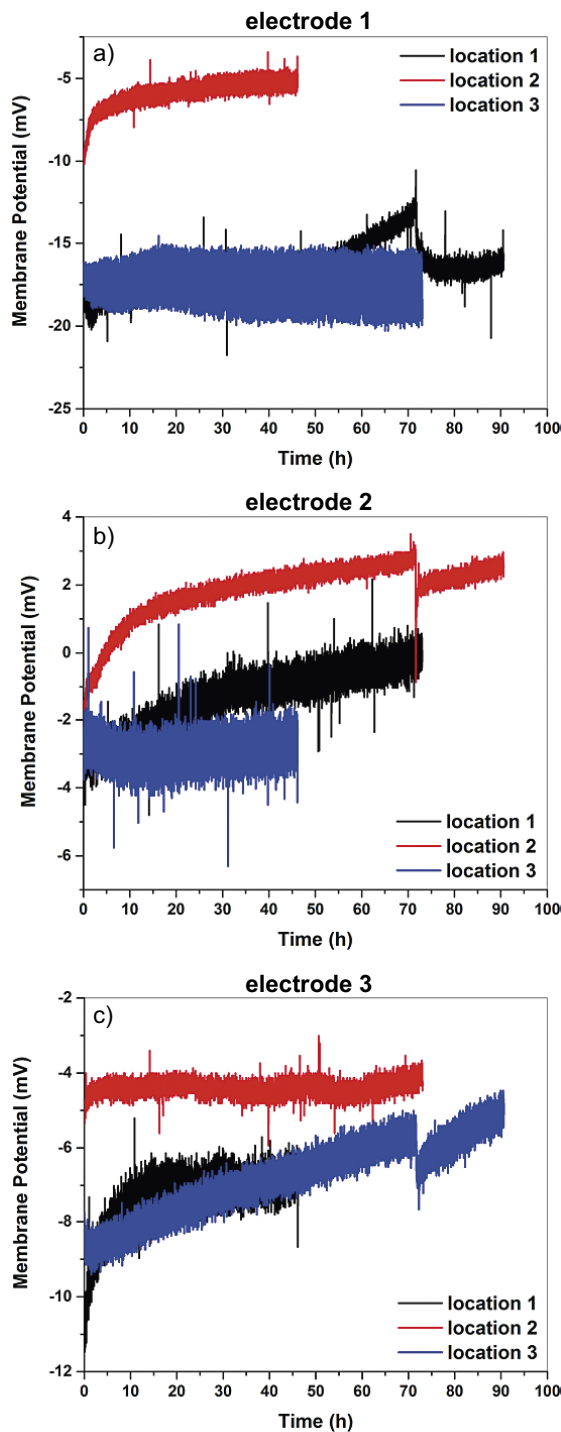 electrode 1
a)
location 1
location 2
location 3
-5
-10
-15
-20
-25
Membrane Potential (mV)
0 10 20 30 40 50 60 70 80 90 100
Time (h)
electrode 2
b)
4
2
0
-2
-4
-6
Membrane Potential (mV)
location 1
location 2
location 3
0 10 20 30 40 50 60 70 80 90 100
Time (h)
electrode 3
c)
-2
-4
-6
-8
-10
-12
Membrane Potential (mV)
location 1
location 2
location 3
0 10 20 30 40 50 60 70 80 90 100
Time (h)